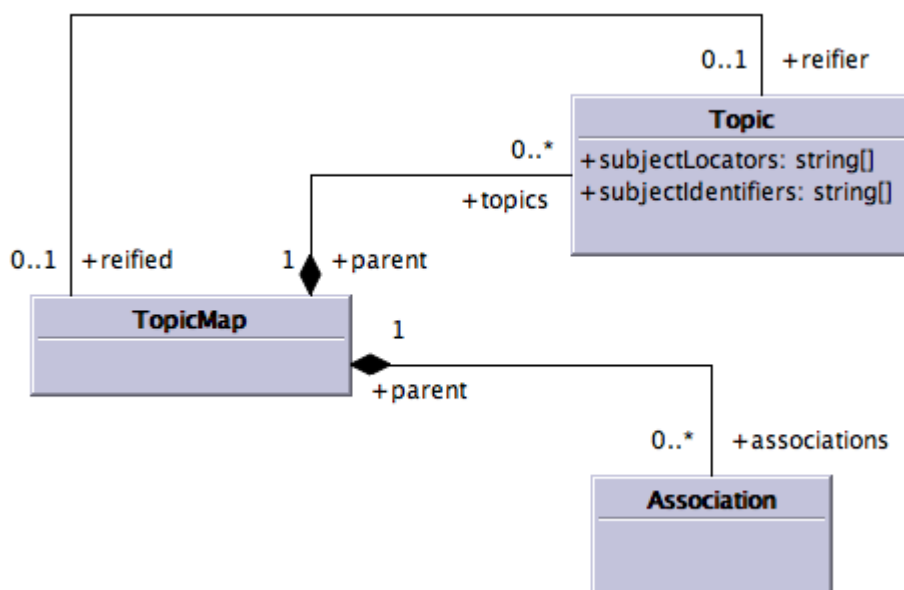 0..1 +reifier
Topic
+subjectLocators: string[]
+subjectIdentifiers: string[]
0..*
+topics
0..1 +reified
1 +parent
TopicMap
1
+parent
0..* +associations
Association